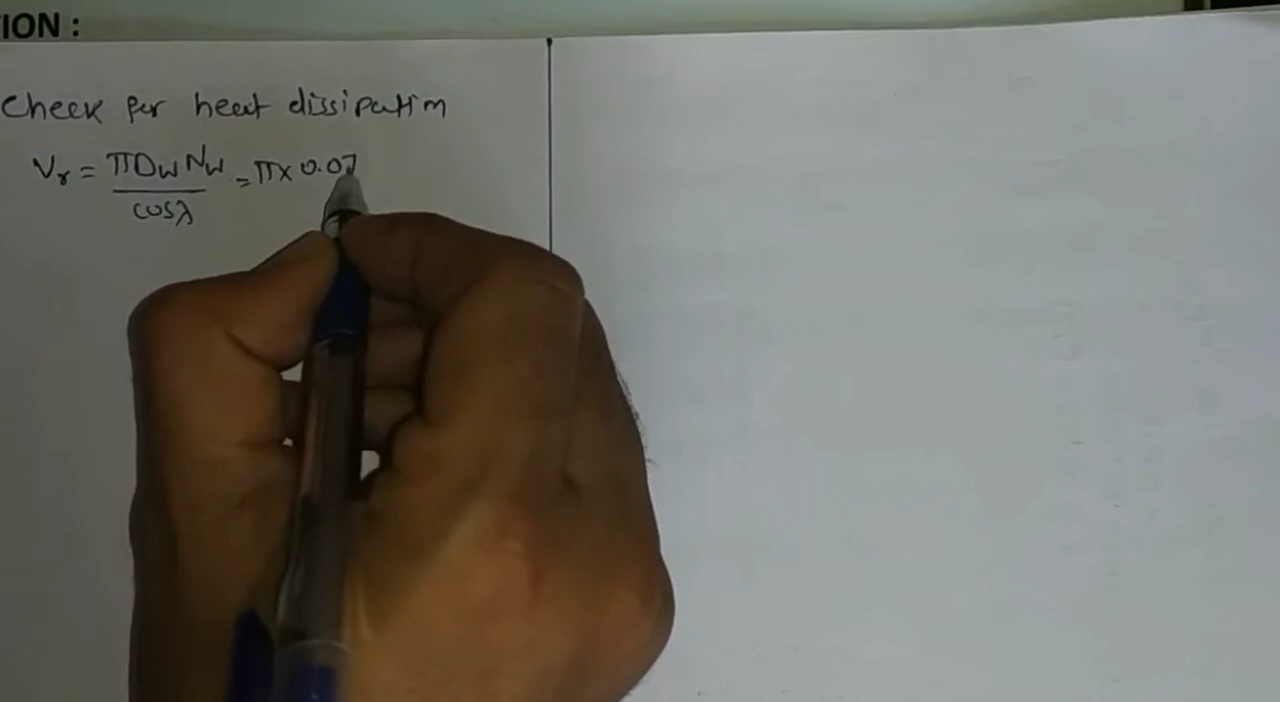 ION :
Check for heat dissipation
Vr = πDwNw / cosλ = π× 0.07